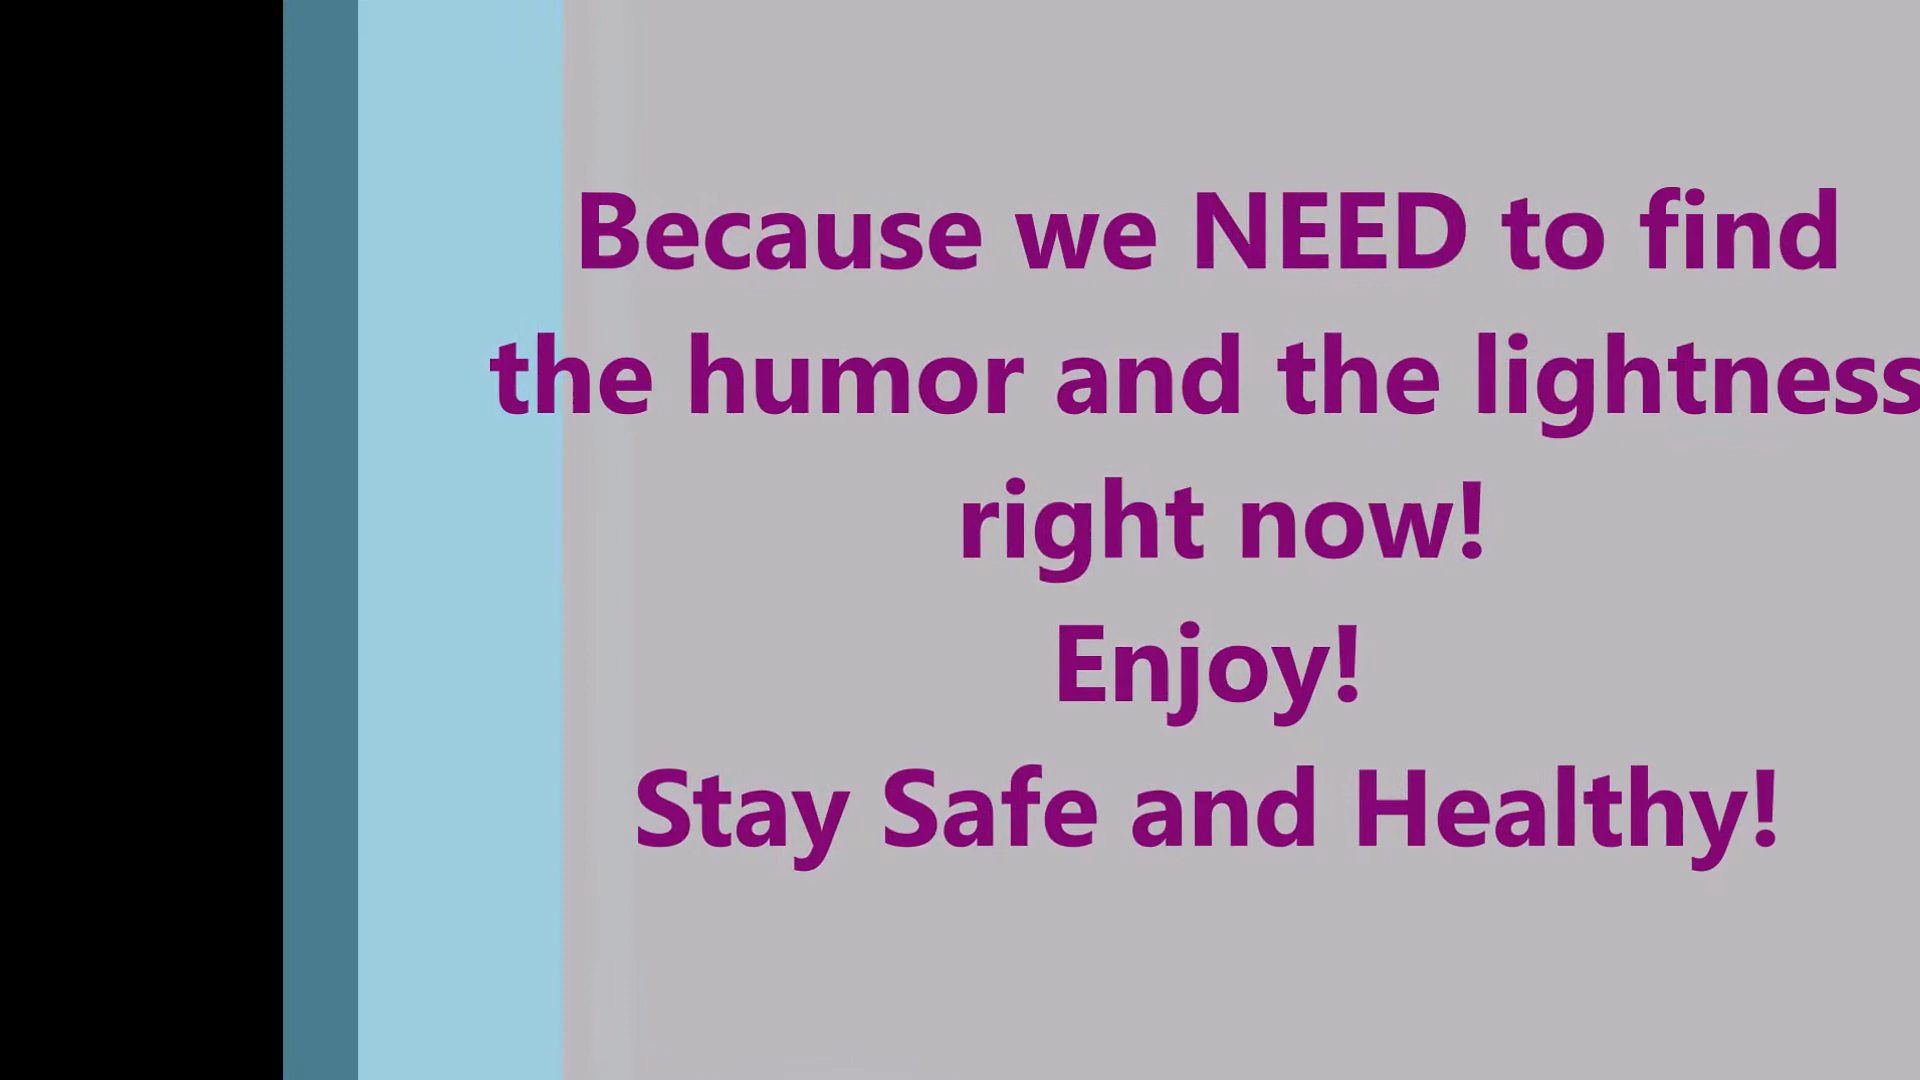 Because we NEED to find
the humor and the lightness
right now!
Enjoy!
Stay Safe and Healthy!